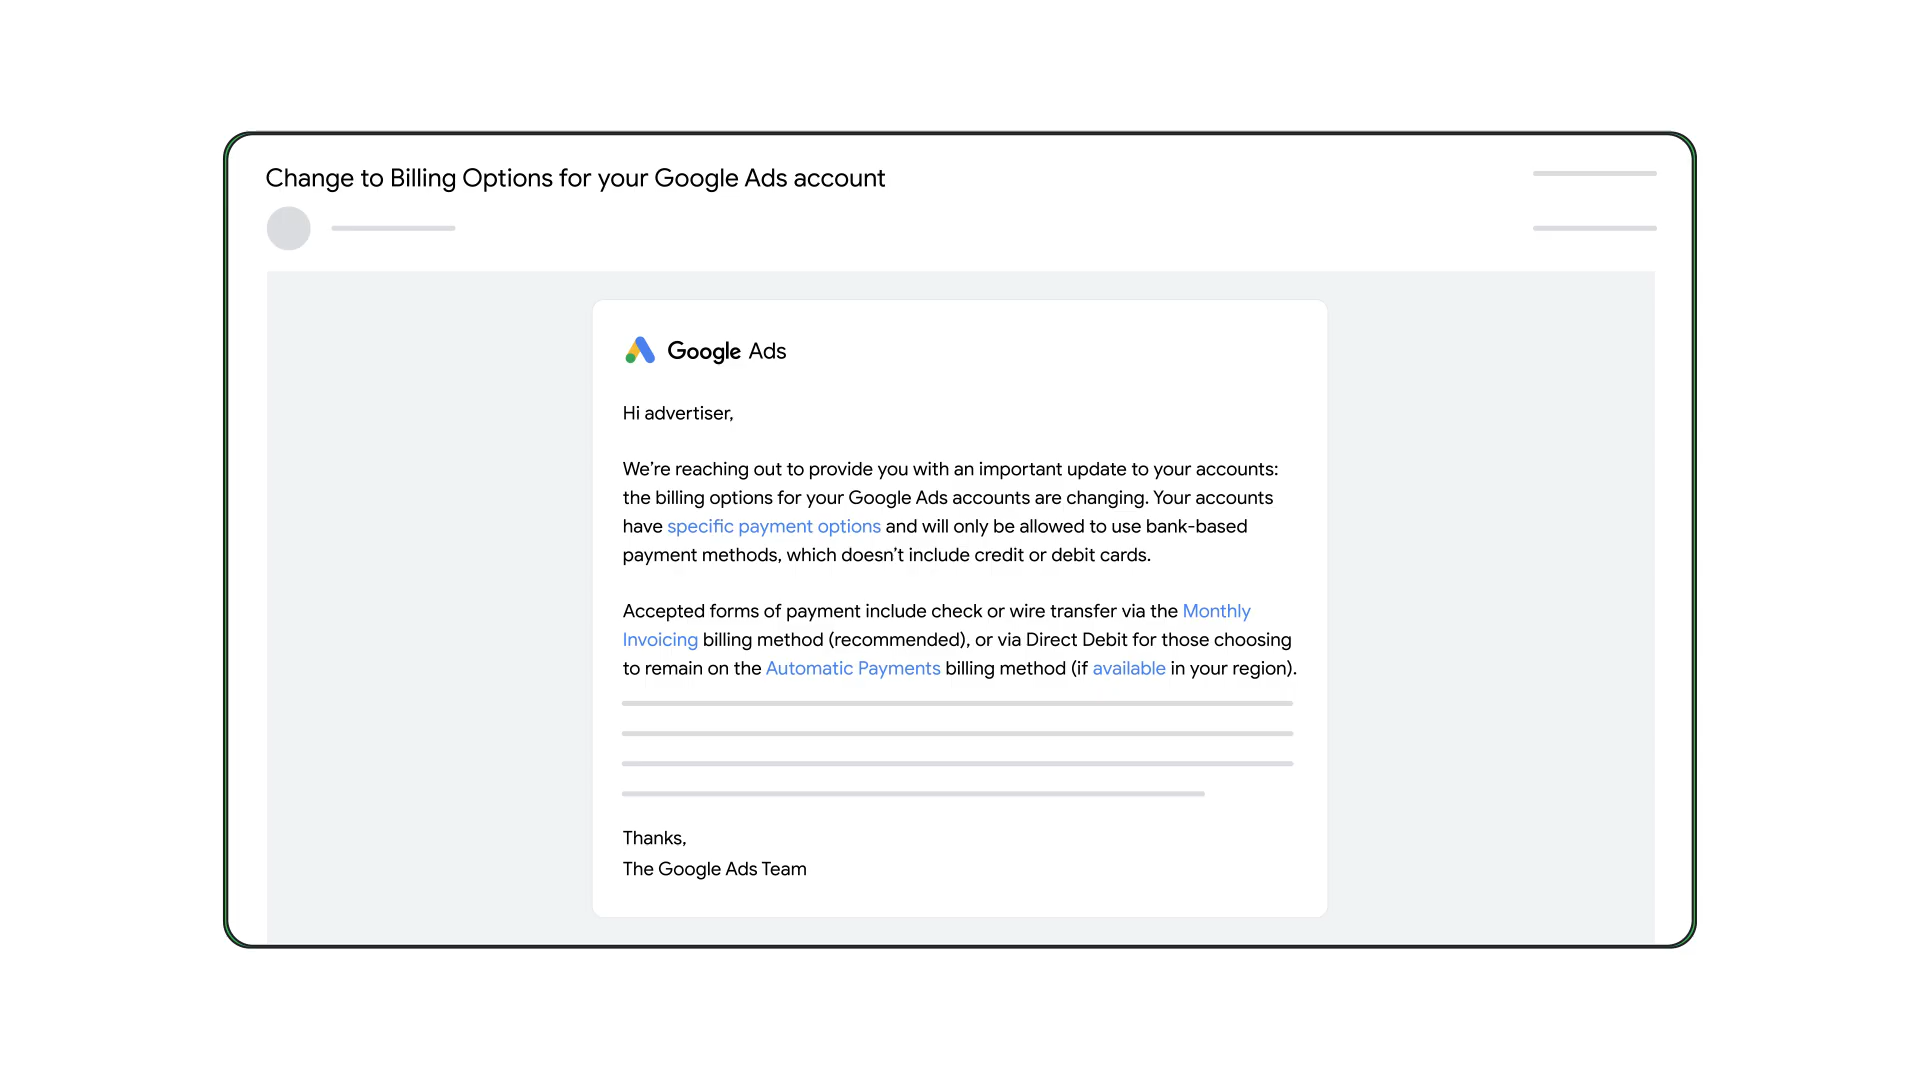 Change to Billing Options for your Google Ads account
Google Ads
Hi advertiser,
We’re reaching out to provide you with an important update to your accounts:
the billing options for your Google Ads accounts are changing. Your accounts
have specific payment options and will only be allowed to use bank-based
payment methods, which doesn’t include credit or debit cards.
Accepted forms of payment include check or wire transfer via the Monthly
Invoicing billing method (recommended), or via Direct Debit for those choosing
to remain on the Automatic Payments billing method (if available in your region).
Thanks,
The Google Ads Team